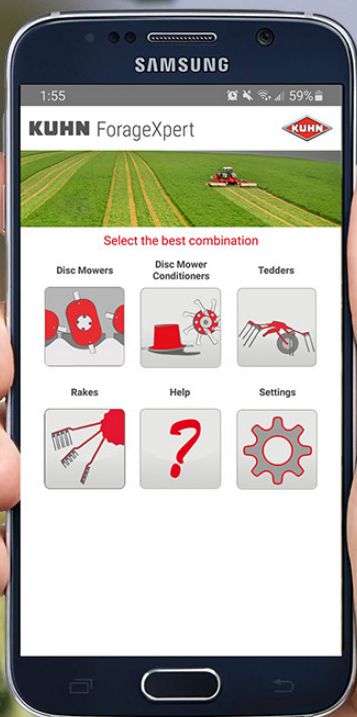 SAMSUNG
1:55
59%
KUHN ForageXpert
KUHN
Select the best combination
Disc Mowers
Disc Mower
Conditioners
Tedders
Rakes
Help
Settings
?